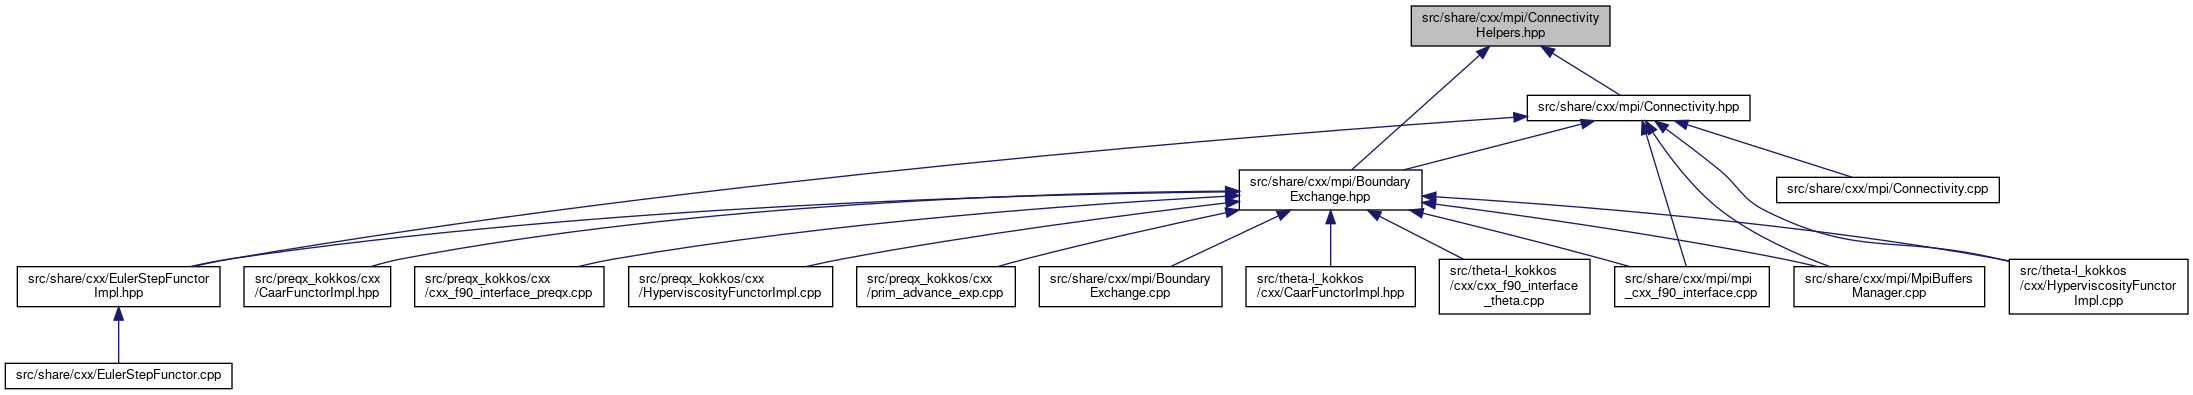 src/share/cxx/mpi/Connectivity
Helpers.hpp
src/share/cxx/mpi/Connectivity.hpp
src/share/cxx/mpi/Boundary
Exchange.hpp
src/share/cxx/mpi/Connectivity.cpp
src/share/cxx/EulerStepFunctor
Impl.hpp
src/preqx_kokkos/cxx
/CaarFunctorImpl.hpp
src/preqx_kokkos/cxx
/cxx_f90_interface_preqx.cpp
src/preqx_kokkos/cxx
/HyperviscosityFunctorImpl.cpp
src/preqx_kokkos/cxx
/prim_advance_exp.cpp
src/share/cxx/mpi/Boundary
Exchange.cpp
src/theta-l_kokkos
/cxx/CaarFunctorImpl.hpp
src/theta-l_kokkos
/cxx/cxx_f90_interface
_theta.cpp
src/share/cxx/mpi/mpi
_cxx_f90_interface.cpp
src/share/cxx/mpi/MpiBuffers
Manager.cpp
src/theta-l_kokkos
/cxx/HyperviscosityFunctor
Impl.cpp
src/share/cxx/EulerStepFunctor.cpp